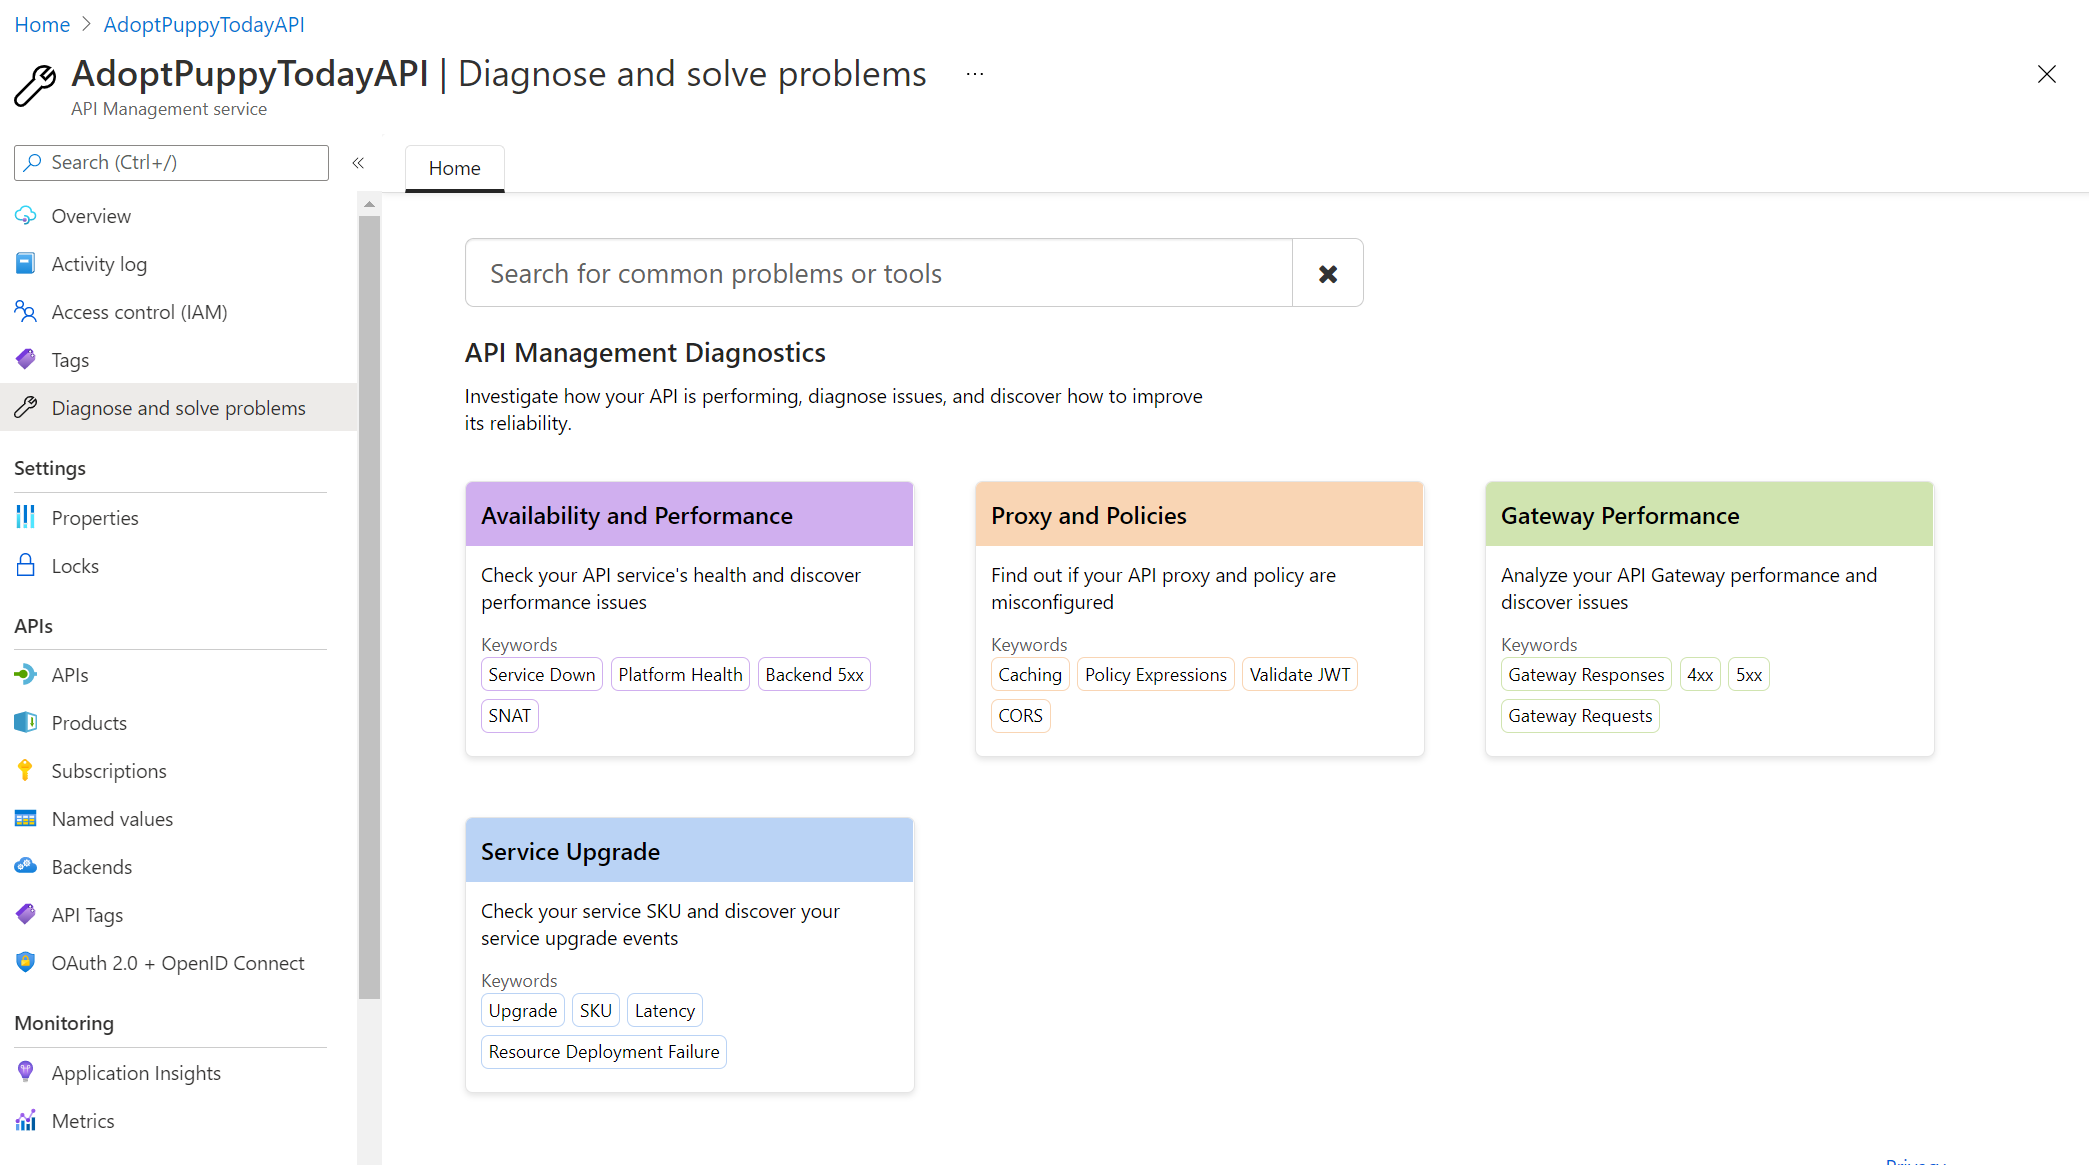 Home > AdoptPuppyTodayAPI
AdoptPuppyTodayAPI | Diagnose and solve problems ...
API Management service
Search (Ctrl+/)
Overview
Activity log
Access control (IAM)
Tags
Diagnose and solve problems
Settings
Properties
Locks
APIs
APIs
Products
Subscriptions
Named values
Backends
API Tags
OAuth 2.0 + OpenID Connect
Monitoring
Application Insights
Metrics
Home
Search for common problems or tools
API Management Diagnostics
Investigate how your API is performing, diagnose issues, and discover how to improve
its reliability.
Availability and Performance
Check your API service's health and discover
performance issues
Keywords
Service Down Platform Health Backend 5xx
SNAT
Proxy and Policies
Find out if your API proxy and policy are
misconfigured
Keywords
Caching Policy Expressions Validate JWT
CORS
Gateway Performance
Analyze your API Gateway performance and
discover issues
Keywords
Gateway Responses 4xx 5xx
Gateway Requests
Service Upgrade
Check your service SKU and discover your
service upgrade events
Keywords
Upgrade SKU Latency
Resource Deployment Failure
Privacy